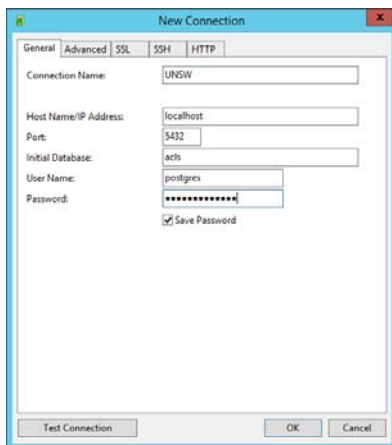 New Connection
x
General Advanced SSL SSH HTTP
Connection Name: UNSW
Host Name/IP Address: localhost
Port: 5432
Initial Database: acls
User Name: postgres
Password: •••••••••••••
Save Password
Test Connection OK Cancel